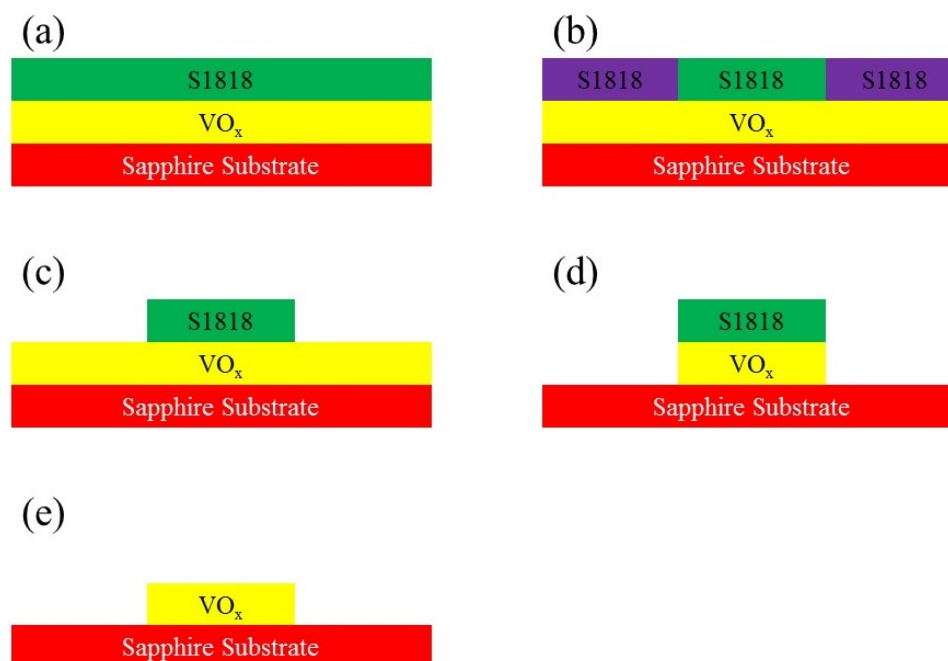 (a)
S1818
VOₓ
Sapphire Substrate
(b)
S1818 S1818 S1818
VOₓ
Sapphire Substrate
(c)
S1818
VOₓ
Sapphire Substrate
(d)
S1818
VOₓ
Sapphire Substrate
(e)
VOₓ
Sapphire Substrate